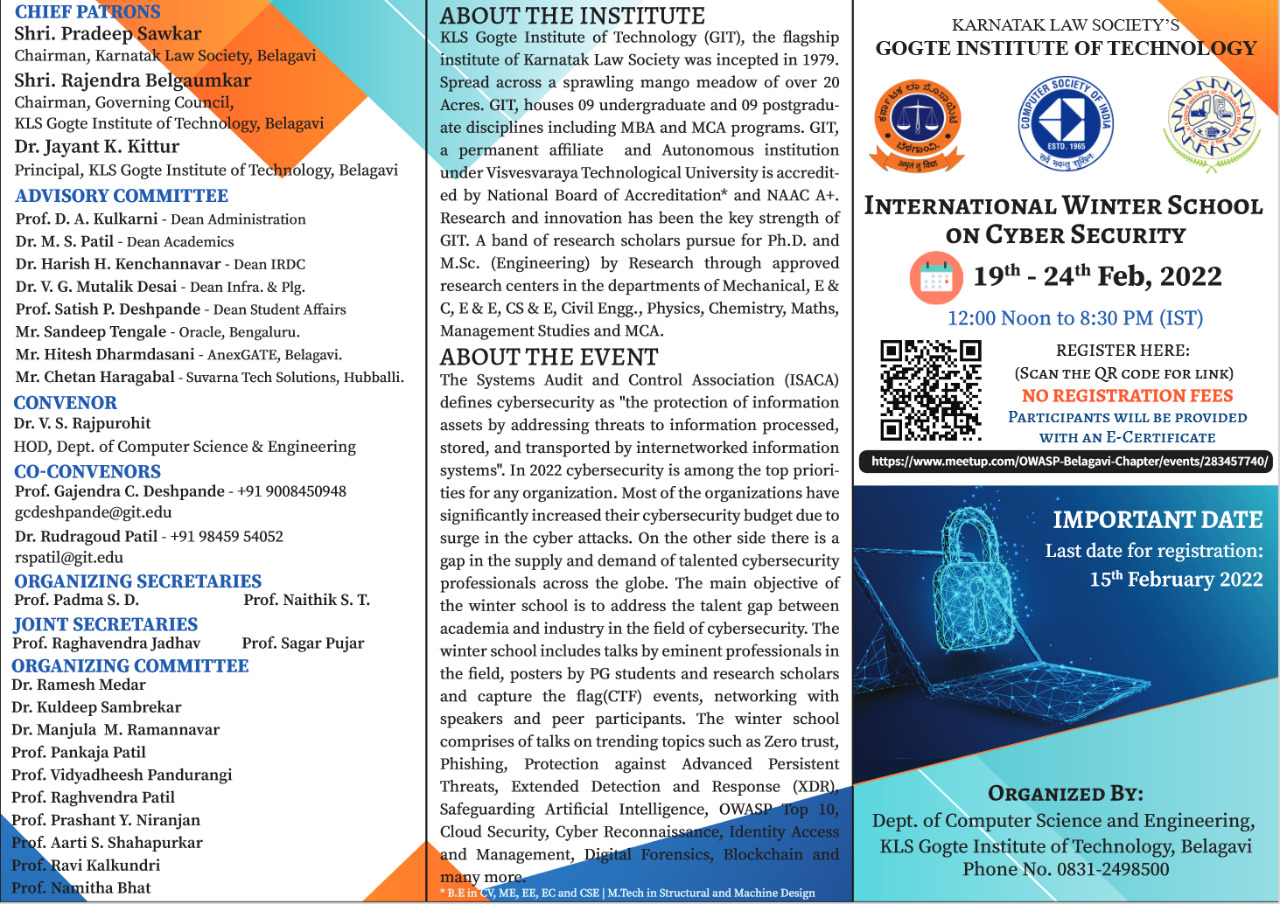 CHIEF PATRONS
Shri. Pradeep Sawkar
Chairman, Karnatak Law Society, Belagavi
Shri. Rajendra Belgaumkar
Chairman, Governing Council,
KLS Gogte Institute of Technology, Belagavi
Dr. Jayant K. Kittur
Principal, KLS Gogte Institute of Technology, Belagavi
ADVISORY COMMITTEE
Prof. D. A. Kulkarni - Dean Administration
Dr. M. S. Patil - Dean Academics
Dr. Harish H. Kenchannavar - Dean IRDC
Dr. V. G. Mutalik Desai - Dean Infra. & Plg.
Prof. Satish P. Deshpande - Dean Student Affairs
Mr. Sandeep Tengale - Oracle, Bengaluru.
Mr. Hitesh Dharmdasani - AnexGATE, Belagavi.
Mr. Chetan Haragabal - Suvarna Tech Solutions, Hubballi.
CONVENOR
Dr. V. S. Rajpurohit
HOD, Dept. of Computer Science & Engineering
CO-CONVENORS
Prof. Gajendra C. Deshpande - +91 9008450948
gcdeshpande@git.edu
Dr. Rudragoud Patil - +91 98459 54052
rspatil@git.edu
ORGANIZING SECRETARIES
Prof. Padma S. D. Prof. Naithik S. T.
JOINT SECRETARIES
Prof. Raghavendra Jadhav Prof. Sagar Pujar
ORGANIZING COMMITTEE
Dr. Ramesh Medar
Dr. Kuldeep Sambrekar
Dr. Manjula M. Ramannavar
Prof. Pankaja Patil
Prof. Vidyadheesh Pandurangi
Prof. Raghvendra Patil
Prof. Prashant Y. Niranjan
Prof. Aarti S. Shahapurkar
Prof. Ravi Kalkundri
Prof. Namitha Bhat
ABOUT THE INSTITUTE
KLS Gogte Institute of Technology (GIT), the flagship
institute of Karnatak Law Society was incepted in 1979.
Spread across a sprawling mango meadow of over 20
Acres. GIT, houses 09 undergraduate and 09 postgradu-
ate disciplines including MBA and MCA programs. GIT,
a permanant affiliate and Autonomous institution
under Visvesvaraya Technological University is accredit-
ed by National Board of Accreditation* and NAAC A+.
Research and innovation has been the key strength of
GIT. A band of research scholars pursue for Ph.D. and
M.Sc. (Engineering) by Research through approved
research centers in the departments of Mechanical, E &
C, E & E, CS & E, Civil Engg., Physics, Chemistry, Maths,
Management Studies and MCA.
ABOUT THE EVENT
The Systems Audit and Control Association (ISACA)
defines cybersecurity as "the protection of information
assets by addressing threats to information processed,
stored, and transported by internetworked information
systems". In 2022 cybersecurity is among the top priori-
ties for any organization. Most of the organizations have
significantly increased their cybersecurity budget due to
surge in the cyber attacks. On the other side there is a
gap in the supply and demand of talented cybersecurity
professionals across the globe. The main objective of
the winter school is to address the talent gap between
academia and industry in the field of cybersecurity. The
winter school includes talks by eminent professionals in
the field, posters by PG students and research scholars
and capture the flag(CTF) events, networking with
speakers and peer participants. The winter school
comprises of talks on trending topics such as Zero trust,
Phishing, Protection against Advanced Persistent
Threats, Extended Detection and Response (XDR),
Safeguarding Artificial Intelligence, OWASP Top 10,
Cloud Security, Cyber Reconnaissance, Identity Access
and Management, Digital Forensics, Blockchain and
many more.
* B.E in CV, ME, EE, EC and CSE | M.Tech in Structural and Machine Design
KARNATAK LAW SOCIETY'S
GOGTE INSTITUTE OF TECHNOLOGY
COMPUTER SOCIETY OF INDIA
ESTD. 1965
INTERNATIONAL WINTER SCHOOL
ON CYBER SECURITY
19th - 24th Feb, 2022
12:00 Noon to 8:30 PM (IST)
REGISTER HERE:
(SCAN THE QR CODE FOR LINK)
NO REGISTRATION FEES
PARTICIPANTS WILL BE PROVIDED
WITH AN E-CERTIFICATE
https://www.meetup.com/OWASP-Belagavi-Chapter/events/283457740/
IMPORTANT DATE
Last date for registration:
15th February 2022
ORGANIZED BY:
Dept. of Computer Science and Engineering,
KLS Gogte Institute of Technology, Belagavi
Phone No. 0831-2498500